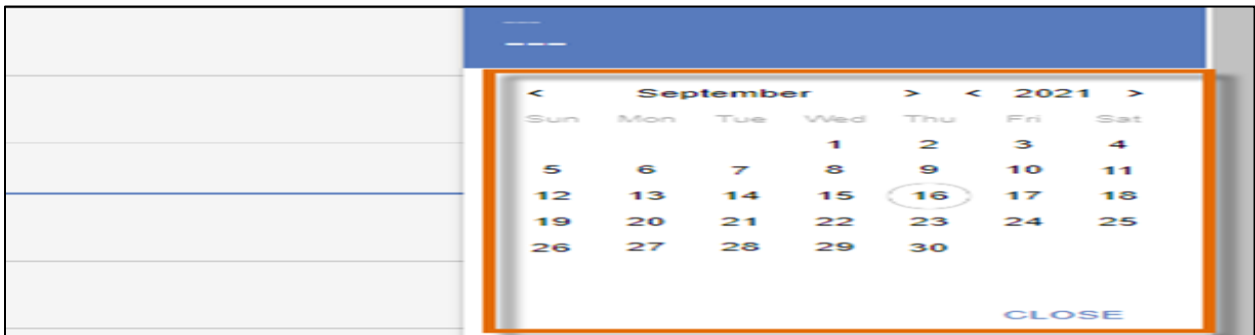 < September > < 2021 >
Sun Mon Tue Wed Thu Fri Sat
1 2 3 4
5 6 7 8 9 10 11
12 13 14 15 16 17 18
19 20 21 22 23 24 25
26 27 28 29 30
CLOSE